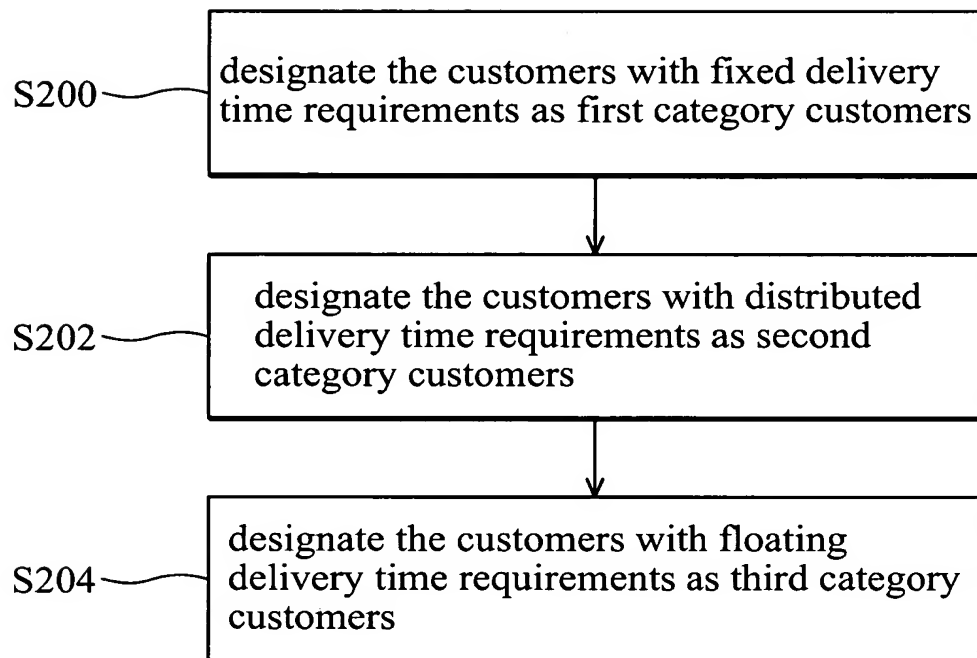 S200
designate the customers with fixed delivery
time requirements as first category customers
S202
designate the customers with distributed
delivery time requirements as second
category customers
S204
designate the customers with floating
delivery time requirements as third category
customers